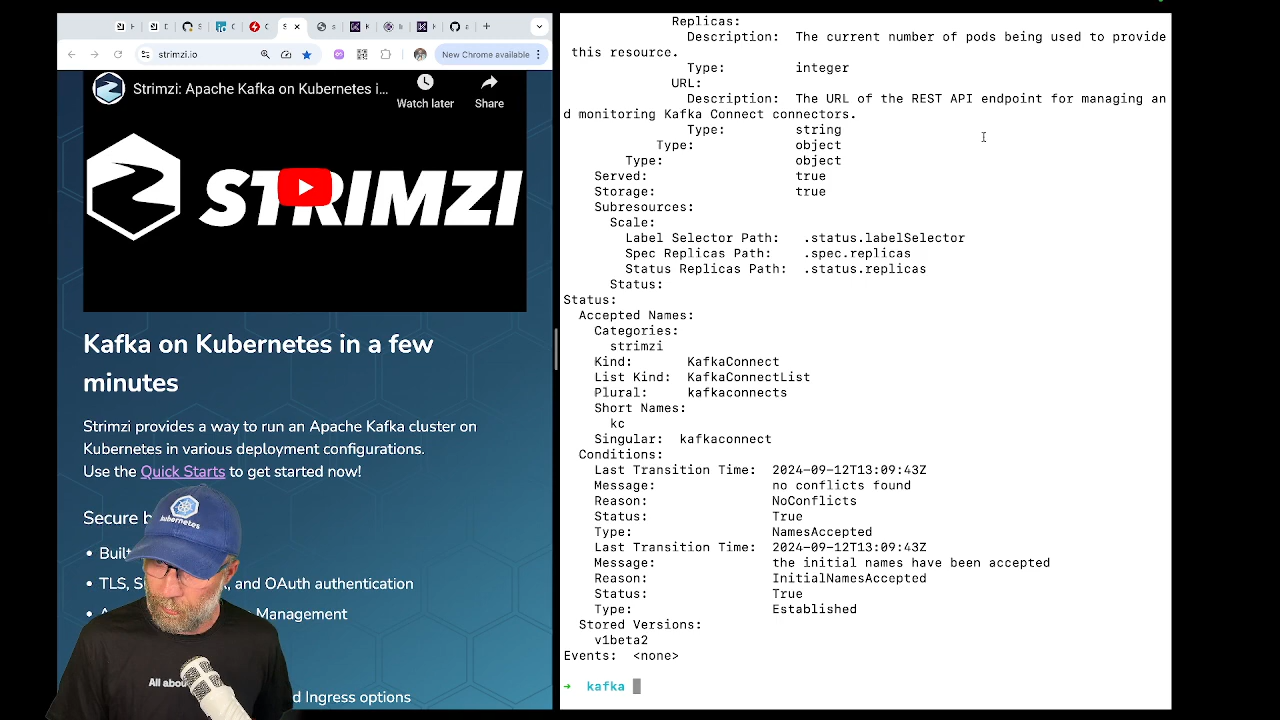 strimzi.io
New Chrome available
Strimzi: Apache Kafka on Kubernetes i...
Watch later
Share
STRIMZI
Kafka on Kubernetes in a few
minutes
Strimzi provides a way to run an Apache Kafka cluster on
Kubernetes in various deployment configurations.
Use the Quick Starts to get started now!
Secure b
• Built
• TLS, S and OAuth authentication
Management
d Ingress options
kubernetes
All abou
Replicas:
Description: The current number of pods being used to provide
this resource.
Type: integer
URL:
Description: The URL of the REST API endpoint for managing an
d monitoring Kafka Connect connectors.
Type: string
Type: object
Type: object
Served: true
Storage: true
Subresources:
Scale:
Label Selector Path: .status.labelSelector
Spec Replicas Path: .spec.replicas
Status Replicas Path: .status.replicas
Status:
Status:
Accepted Names:
Categories:
strimzi
Kind: KafkaConnect
List Kind: KafkaConnectList
Plural: kafkaconnects
Short Names:
kc
Singular: kafkaconnect
Conditions:
Last Transition Time: 2024-09-12T13:09:43Z
Message: no conflicts found
Reason: NoConflicts
Status: True
Type: NamesAccepted
Last Transition Time: 2024-09-12T13:09:43Z
Message: the initial names have been accepted
Reason: InitialNamesAccepted
Status: True
Type: Established
Stored Versions:
v1beta2
Events: <none>
→ kafka